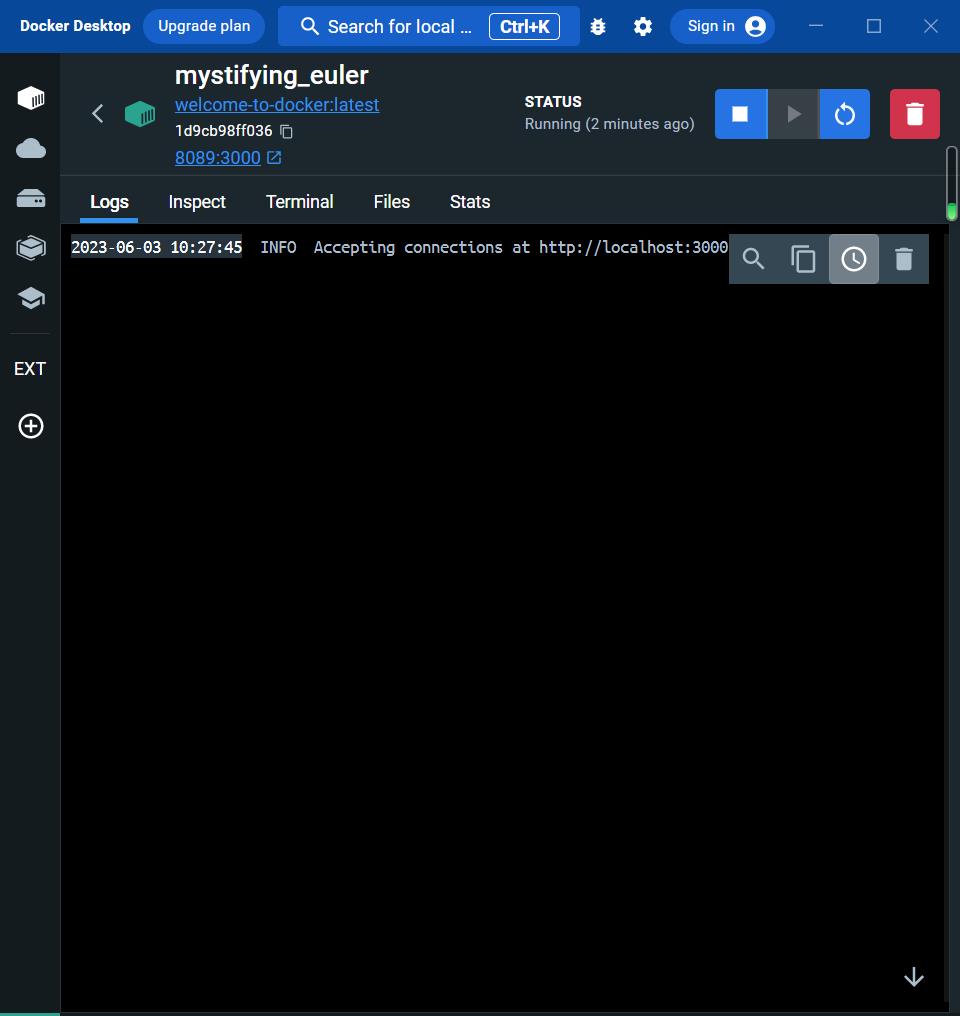 Docker Desktop Upgrade plan Search for local ... Ctrl+K Sign in
mystifying_euler
welcome-to-docker:latest
1d9cb98ff036
8089:3000
STATUS
Running (2 minutes ago)
Logs Inspect Terminal Files Stats
2023-06-03 10:27:45 INFO Accepting connections at http://localhost:3000
EXT